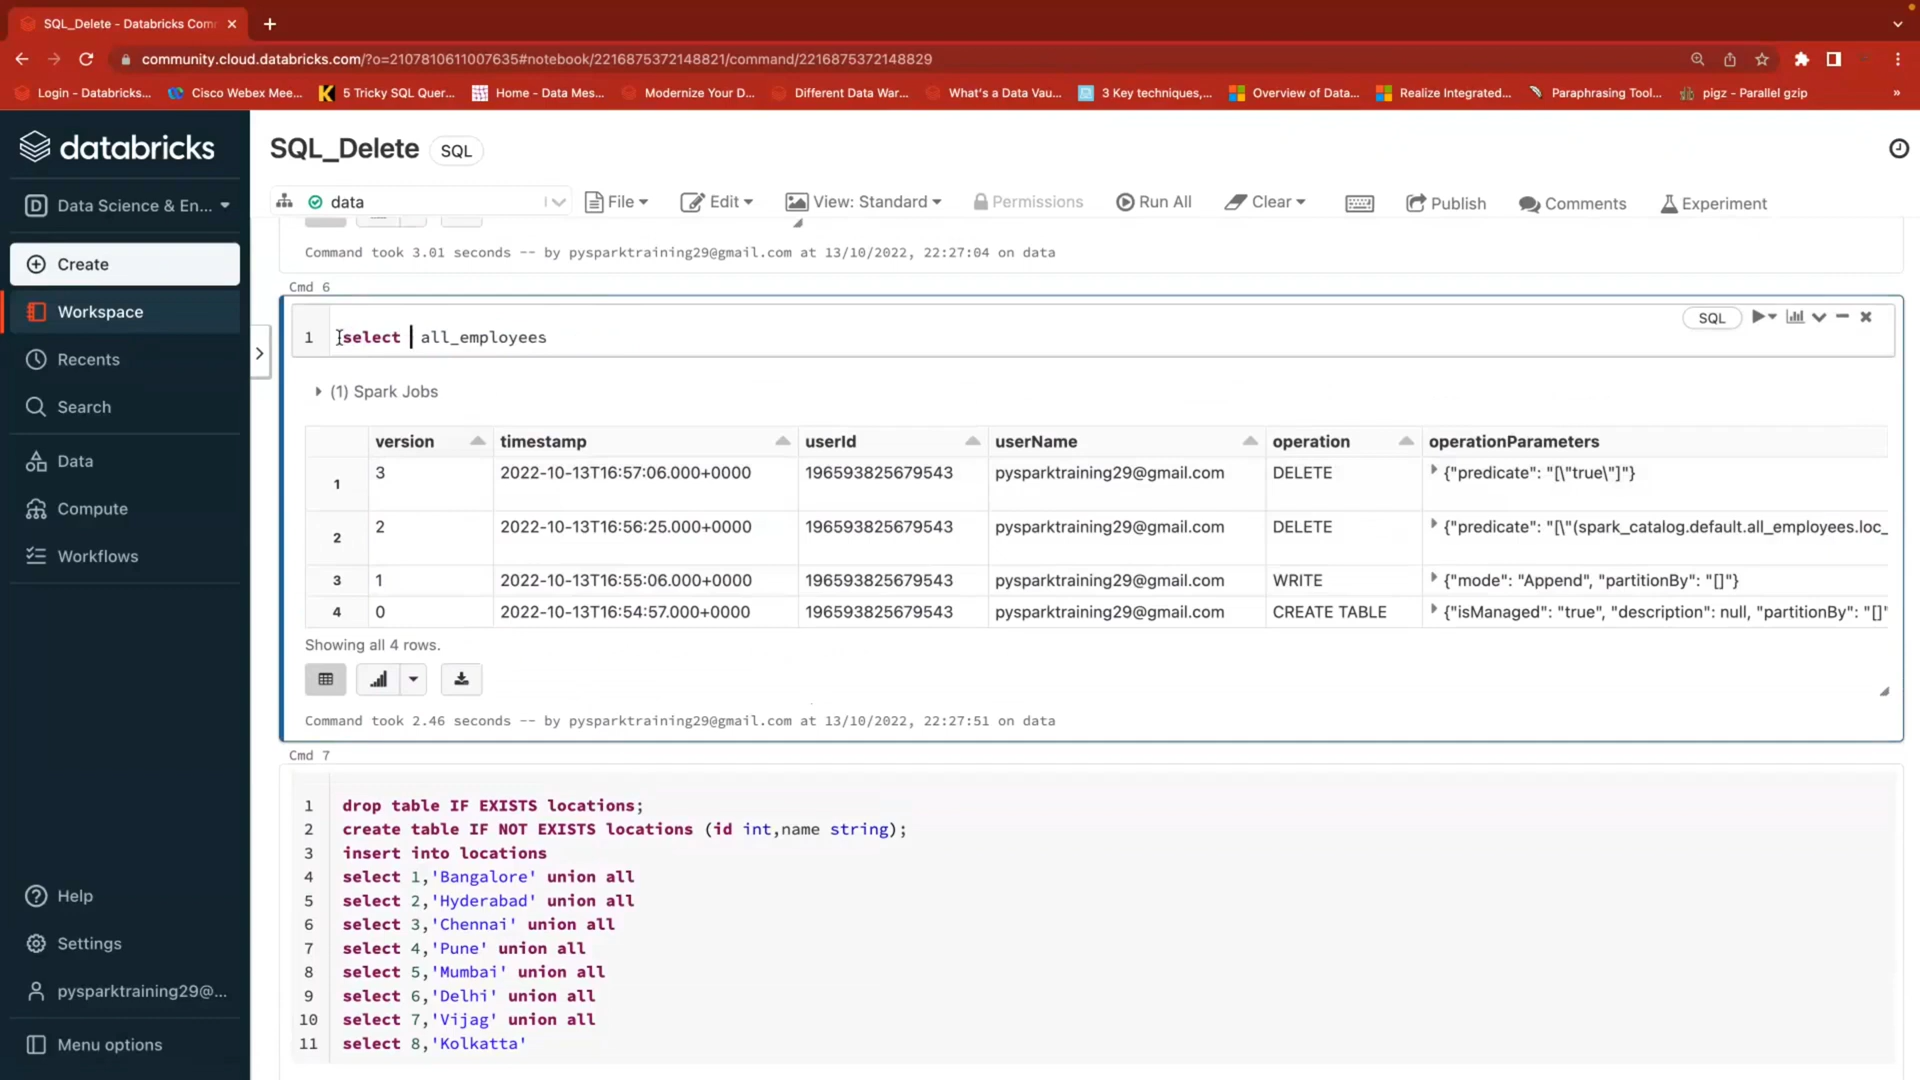 SQL_Delete - Databricks Com
community.cloud.databricks.com/?o=2107810611007635#notebook/2216875372148821/command/2216875372148829
Login - Databricks... Cisco Webex Mee... 5 Tricky SQL Quer... Home - Data Mes... Modernize Your D... Different Data War... What's a Data Vau... 3 Key techniques,... Overview of Data... Realize Integrated... Paraphrasing Tool... pigz - Parallel gzip »
databricks
SQL_Delete SQL
D Data Science & En...
data File Edit View: Standard Permissions Run All Clear Publish Comments Experiment
Create
Workspace
Recents
Search
Data
Compute
Workflows
Help
Settings
pysparktraining29@...
Menu options
Command took 3.01 seconds -- by pysparktraining29@gmail.com at 13/10/2022, 22:27:04 on data
Cmd 6
SQL
1 select all_employees
(1) Spark Jobs
version timestamp userId userName operation operationParameters
1 3 2022-10-13T16:57:06.000+0000 196593825679543 pysparktraining29@gmail.com DELETE {"predicate": "[\"true\"]"}
2 2 2022-10-13T16:56:25.000+0000 196593825679543 pysparktraining29@gmail.com DELETE {"predicate": "[\"(spark_catalog.default.all_employees.loc_
3 1 2022-10-13T16:55:06.000+0000 196593825679543 pysparktraining29@gmail.com WRITE {"mode": "Append", "partitionBy": "[]"}
4 0 2022-10-13T16:54:57.000+0000 196593825679543 pysparktraining29@gmail.com CREATE TABLE {"isManaged": "true", "description": null, "partitionBy": "[]"
Showing all 4 rows.
Command took 2.46 seconds -- by pysparktraining29@gmail.com at 13/10/2022, 22:27:51 on data
Cmd 7
1 drop table IF EXISTS locations;
2 create table IF NOT EXISTS locations (id int,name string);
3 insert into locations
4 select 1,'Bangalore' union all
5 select 2,'Hyderabad' union all
6 select 3,'Chennai' union all
7 select 4,'Pune' union all
8 select 5,'Mumbai' union all
9 select 6,'Delhi' union all
10 select 7,'Vijag' union all
11 select 8,'Kolkatta'